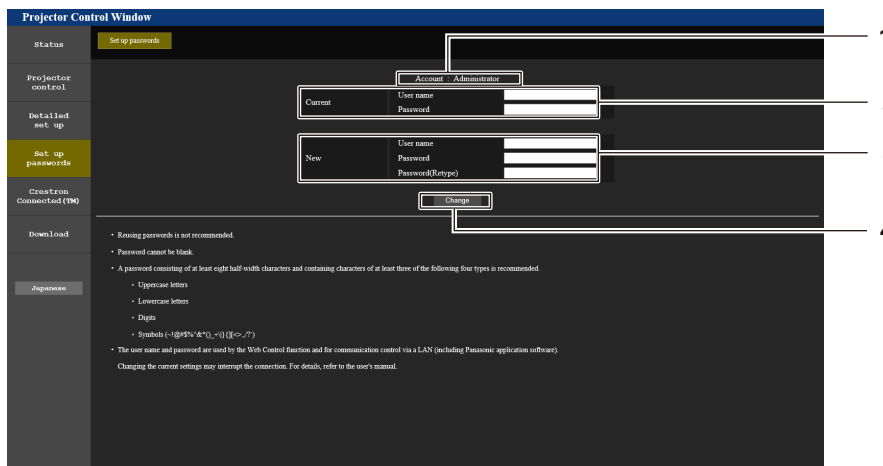 Projector Control Window
Status
Set up passwords
Projector
control
Detailed
set up
Set up
passwords
Crestron
Connected(TM)
Download
Japanese
Account : Administrator
Current
User name
Password
New
User name
Password
Password(Retype)
Change
• Reusing passwords is not recommended.
• Password cannot be blank.
• A password consisting of at least eight half-width characters and containing characters of at least three of the following four types is recommended.
• Uppercase letters
• Lowercase letters
• Digits
• Symbols
• The user name and password are used by the Web Control function and for communication control via a LAN (including Panasonic application software).
Changing the current settings may interrupt the connection. For details, refer to the user's manual.